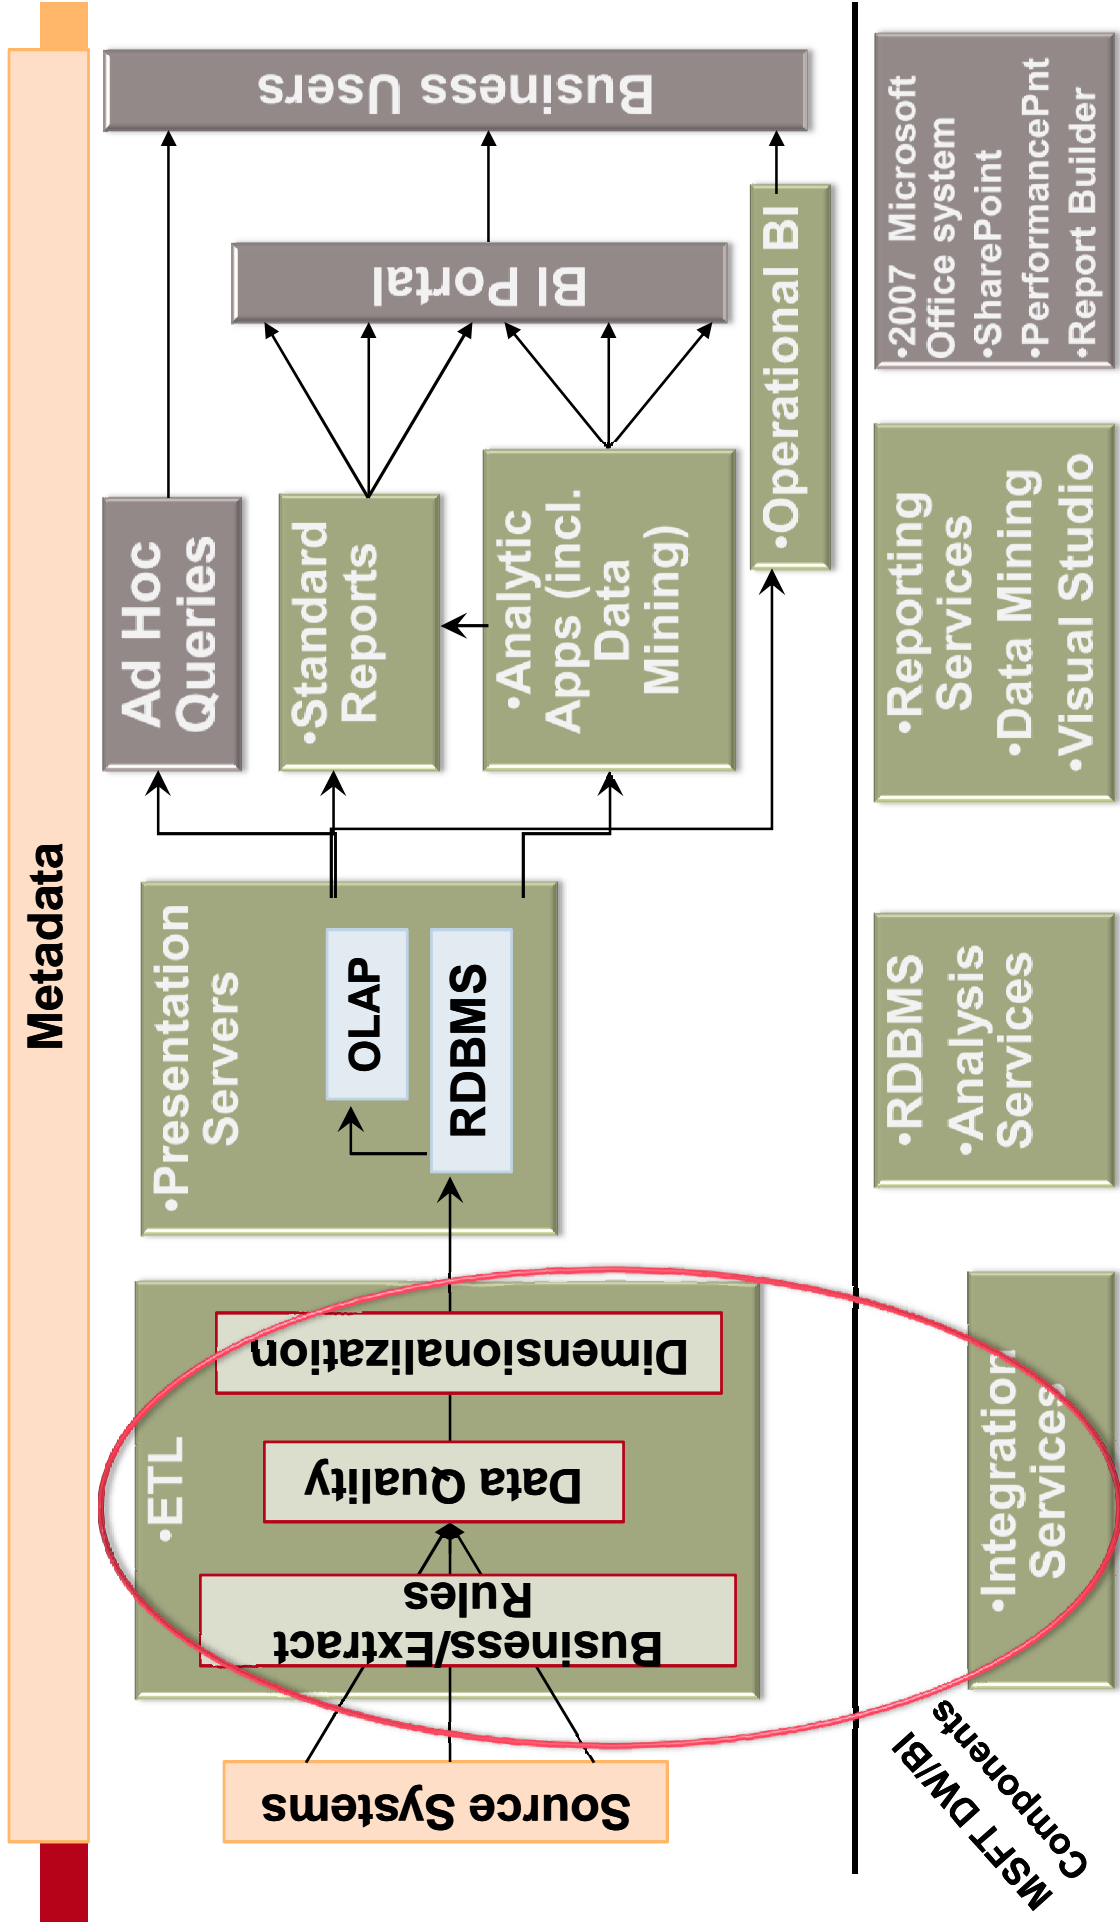 Metadata
Source Systems
•ETL
Business/Extract
Rules
Data Quality
Dimensionalization
•Presentation
Servers
OLAP
RDBMS
Ad Hoc
Queries
•Standard
Reports
•Analytic
Apps (incl.
Data
Mining)
•Operational BI
BI Portal
Business Users
MSFT DW/BI
Components
•Integration
Services
•RDBMS
•Analysis
Services
•Reporting
Services
•Data Mining
•Visual Studio
•2007 Microsoft
Office system
•SharePoint
•PerformancePnt
•Report Builder